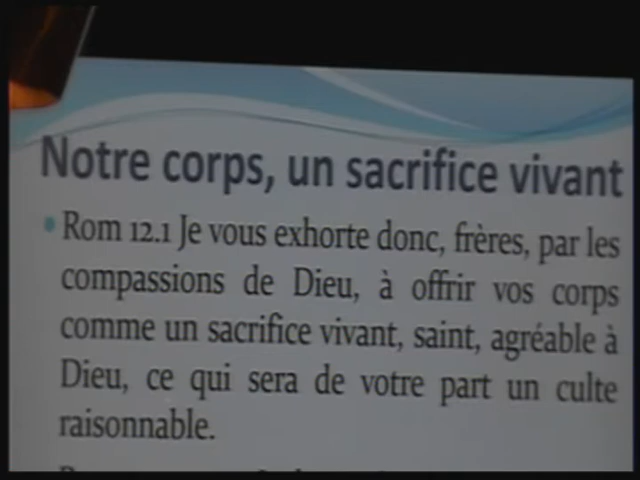 Notre corps, un sacrifice vivant
• Rom 12.1 Je vous exhorte donc, frères, par les
compassions de Dieu, à offrir vos corps
comme un sacrifice vivant, saint, agréable à
Dieu, ce qui sera de votre part un culte
raisonnable.